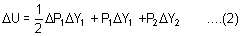 ΔU = 1/2 ΔP₁ΔY₁ + P₁ΔY₁ + P₂ΔY₂ ....(2)